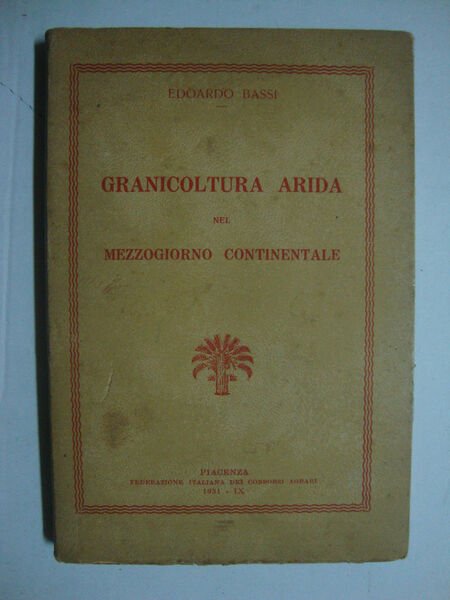 EDOARDO BASSI
GRANICOLTURA ARIDA
NEL
MEZZOGIORNO CONTINENTALE
PIACENZA
FEDERAZIONE ITALIANA DEI CONSORZI AGRARI
1931 - IX